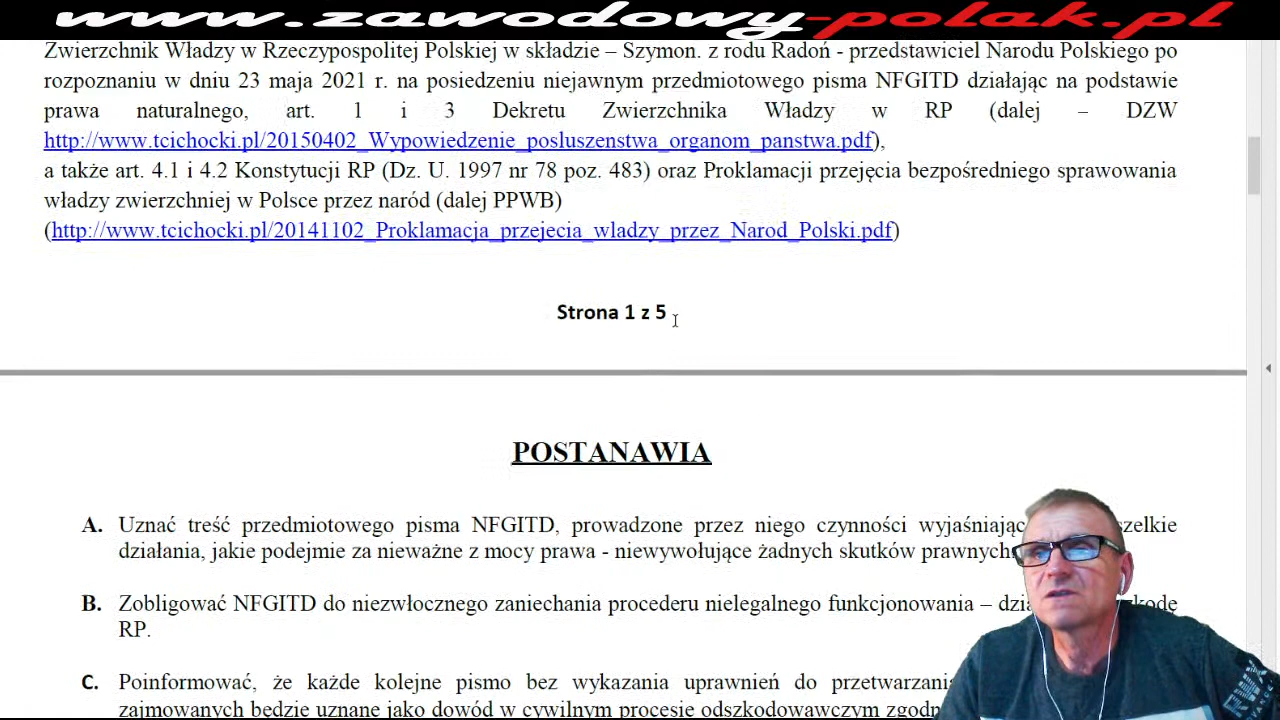 www.zawodowy-polak.pl
Zwierzchnik Władzy w Rzeczypospolitej Polskiej w składzie – Szymon. z rodu Radoń - przedstawiciel Narodu Polskiego po
rozpoznaniu w dniu 23 maja 2021 r. na posiedzeniu niejawnym przedmiotowego pisma NFGITD działając na podstawie
prawa naturalnego, art. 1 i 3 Dekretu Zwierzchnika Władzy w RP (dalej – DZW
http://www.tcichocki.pl/20150402_Wypowiedzenie_posluszenstwa_organom_panstwa.pdf),
a także art. 4.1 i 4.2 Konstytucji RP (Dz. U. 1997 nr 78 poz. 483) oraz Proklamacji przejęcia bezpośredniego sprawowania
władzy zwierzchniej w Polsce przez naród (dalej PPWB)
(http://www.tcichocki.pl/20141102_Proklamacja_przejecia_wladzy_przez_Narod_Polski.pdf)
Strona 1 z 5
POSTANAWIA
A. Uznać treść przedmiotowego pisma NFGITD, prowadzone przez niego czynności
działania, jakie podejmie za nieważne z mocy prawa - niewywołujące żadnych skutków prawnych
B. Zobligować NFGITD do niezwłocznego zaniechania procederu nielegalnego funkcjonowania –
RP.
C. Poinformować, że każde kolejne pismo bez wykazania uprawnień do
zajmowanych będzie uznane jako dowód w cywilnym procesie odszkodowawczym